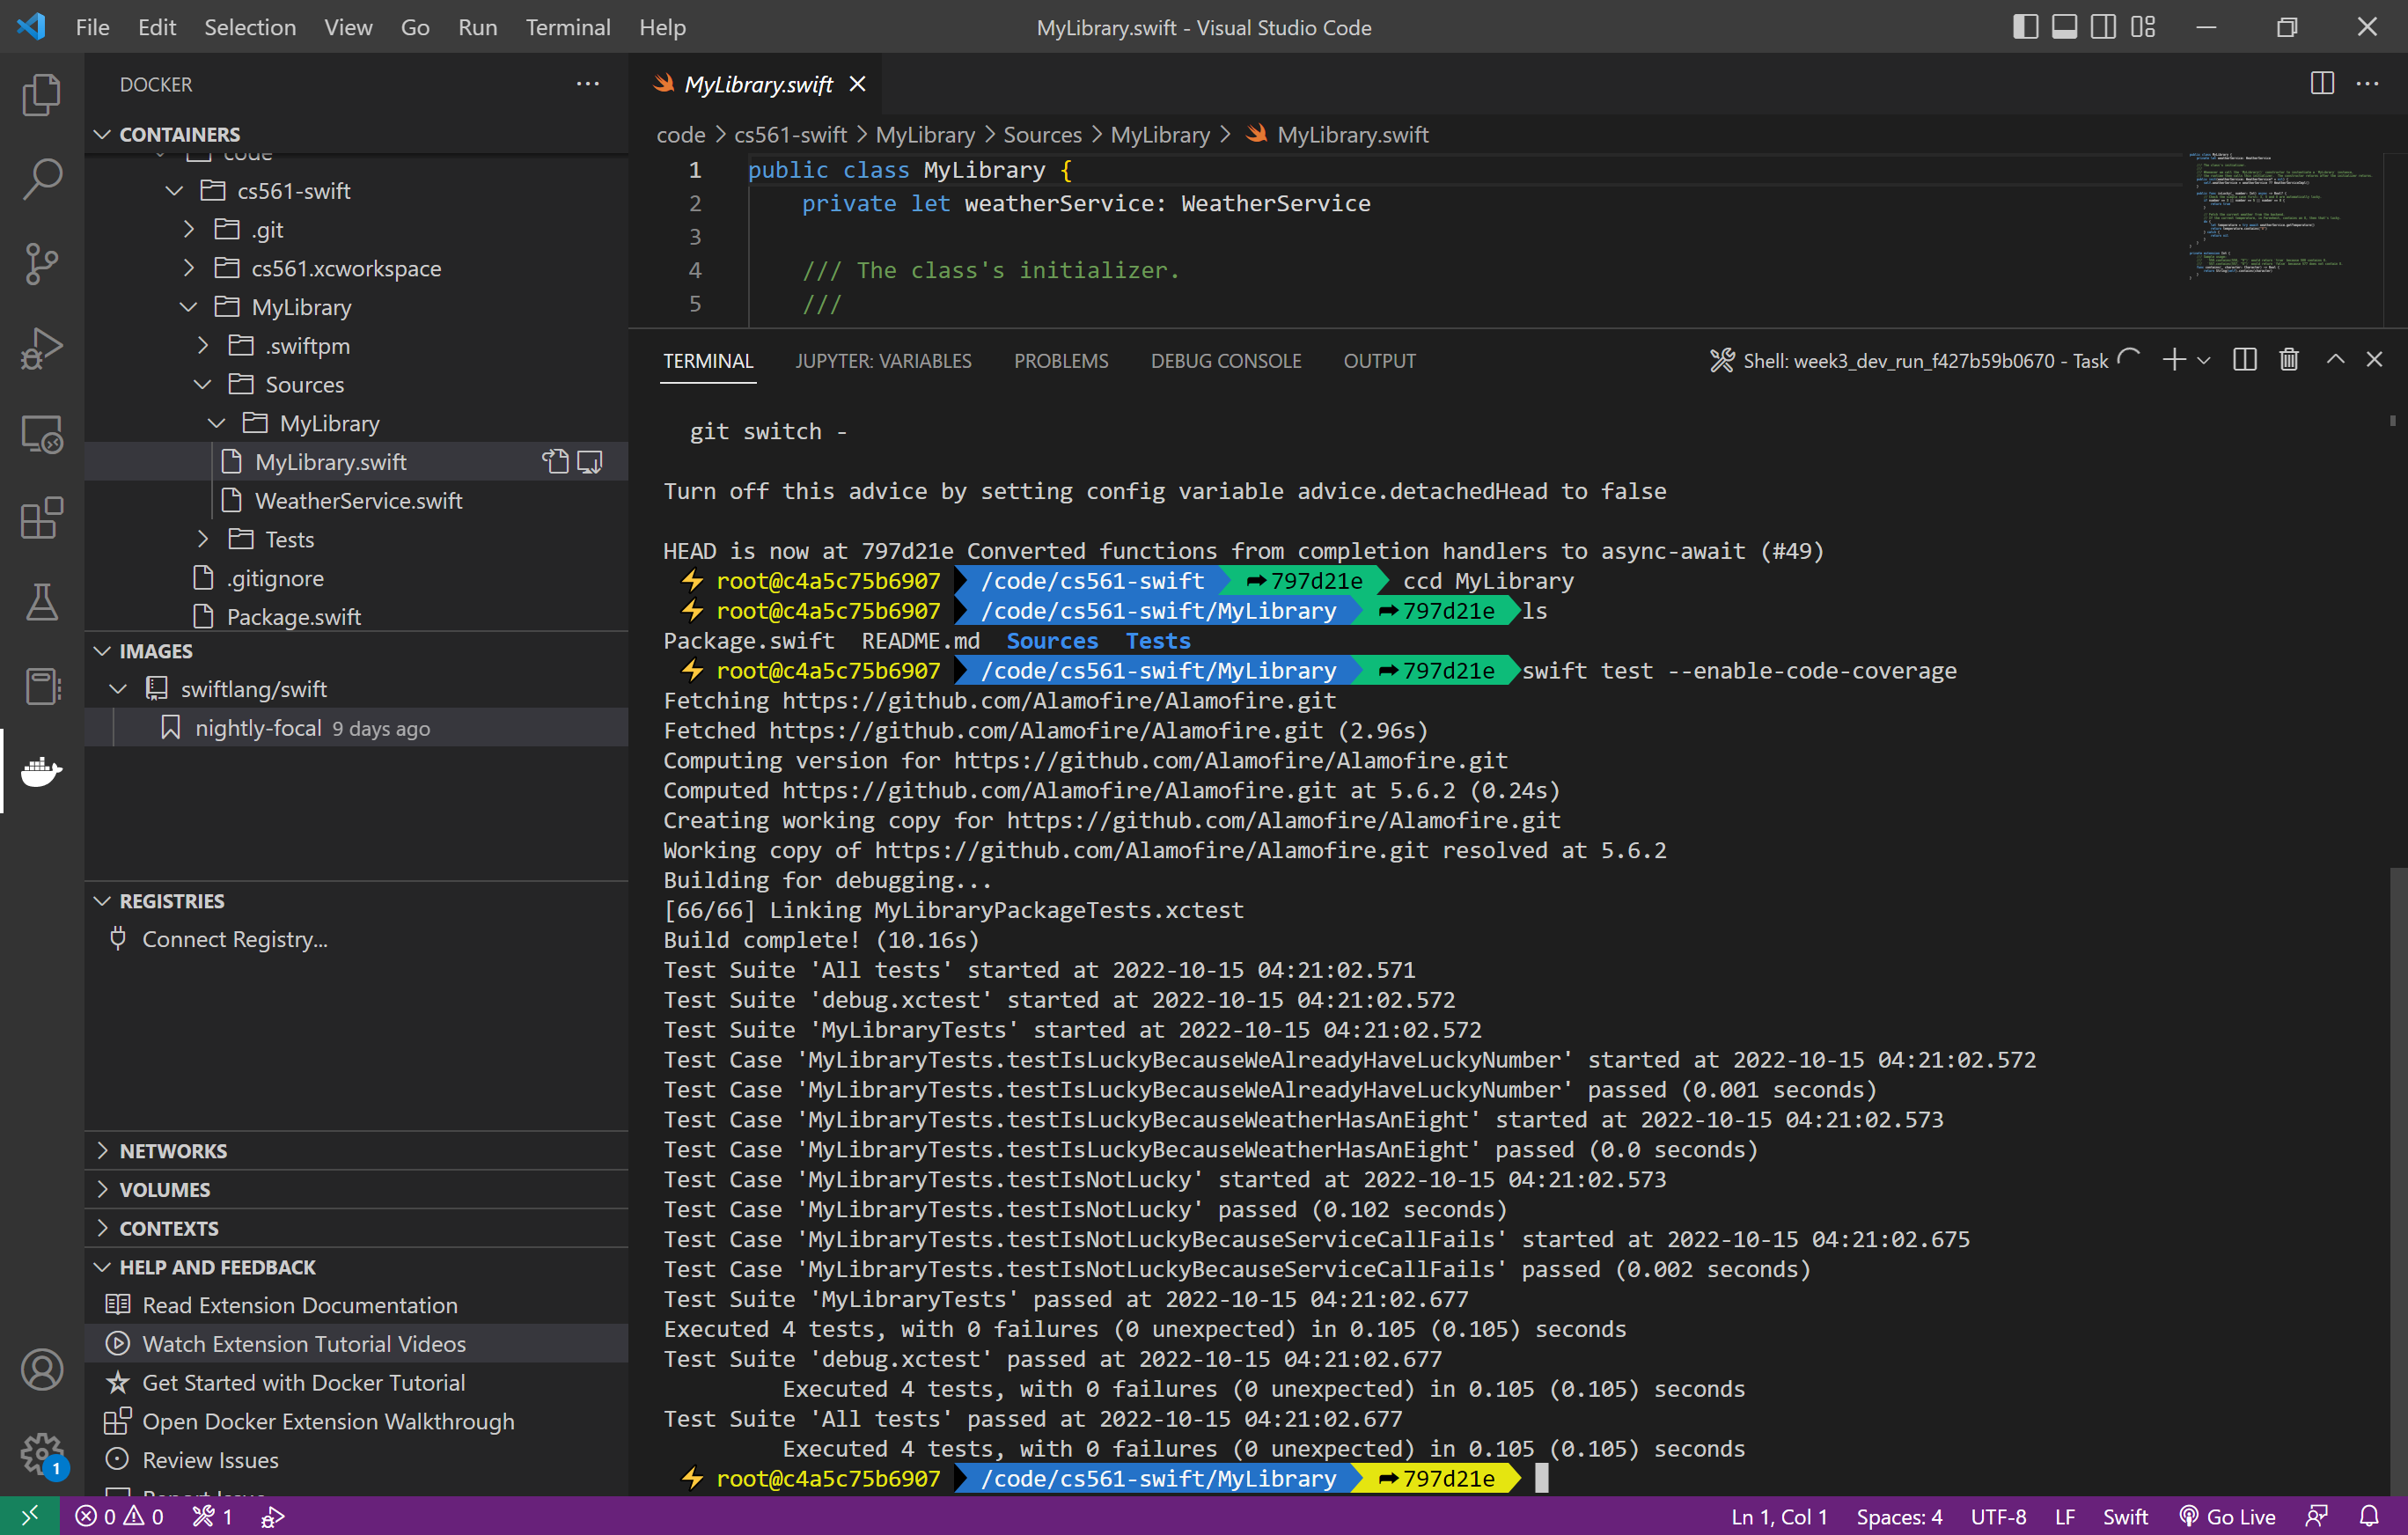 File Edit Selection View Go Run Terminal Help
MyLibrary.swift - Visual Studio Code
DOCKER
CONTAINERS
code
cs561-swift
.git
cs561.xcworkspace
MyLibrary
.swiftpm
Sources
MyLibrary
MyLibrary.swift
WeatherService.swift
Tests
.gitignore
Package.swift
IMAGES
swiftlang/swift
nightly-focal 9 days ago
REGISTRIES
Connect Registry...
NETWORKS
VOLUMES
CONTEXTS
HELP AND FEEDBACK
Read Extension Documentation
Watch Extension Tutorial Videos
Get Started with Docker Tutorial
Open Docker Extension Walkthrough
Review Issues
1
MyLibrary.swift
code > cs561-swift > MyLibrary > Sources > MyLibrary > MyLibrary.swift
1 public class MyLibrary {
2 private let weatherService: WeatherService
3
4 /// The class's initializer.
5 ///
TERMINAL JUPYTER: VARIABLES PROBLEMS DEBUG CONSOLE OUTPUT
Shell: week3_dev_run_f427b59b0670 - Task
git switch -
Turn off this advice by setting config variable advice.detachedHead to false
HEAD is now at 797d21e Converted functions from completion handlers to async-await (#49)
⚡ root@c4a5c75b6907 /code/cs561-swift ➦ 797d21e ccd MyLibrary
⚡ root@c4a5c75b6907 /code/cs561-swift/MyLibrary ➦ 797d21e ls
Package.swift README.md Sources Tests
⚡ root@c4a5c75b6907 /code/cs561-swift/MyLibrary ➦ 797d21e swift test --enable-code-coverage
Fetching https://github.com/Alamofire/Alamofire.git
Fetched https://github.com/Alamofire/Alamofire.git (2.96s)
Computing version for https://github.com/Alamofire/Alamofire.git
Computed https://github.com/Alamofire/Alamofire.git at 5.6.2 (0.24s)
Creating working copy for https://github.com/Alamofire/Alamofire.git
Working copy of https://github.com/Alamofire/Alamofire.git resolved at 5.6.2
Building for debugging...
[66/66] Linking MyLibraryPackageTests.xctest
Build complete! (10.16s)
Test Suite 'All tests' started at 2022-10-15 04:21:02.571
Test Suite 'debug.xctest' started at 2022-10-15 04:21:02.572
Test Suite 'MyLibraryTests' started at 2022-10-15 04:21:02.572
Test Case 'MyLibraryTests.testIsLuckyBecauseWeAlreadyHaveLuckyNumber' started at 2022-10-15 04:21:02.572
Test Case 'MyLibraryTests.testIsLuckyBecauseWeAlreadyHaveLuckyNumber' passed (0.001 seconds)
Test Case 'MyLibraryTests.testIsLuckyBecauseWeatherHasAnEight' started at 2022-10-15 04:21:02.573
Test Case 'MyLibraryTests.testIsLuckyBecauseWeatherHasAnEight' passed (0.0 seconds)
Test Case 'MyLibraryTests.testIsNotLucky' started at 2022-10-15 04:21:02.573
Test Case 'MyLibraryTests.testIsNotLucky' passed (0.102 seconds)
Test Case 'MyLibraryTests.testIsNotLuckyBecauseServiceCallFails' started at 2022-10-15 04:21:02.675
Test Case 'MyLibraryTests.testIsNotLuckyBecauseServiceCallFails' passed (0.002 seconds)
Test Suite 'MyLibraryTests' passed at 2022-10-15 04:21:02.677
Executed 4 tests, with 0 failures (0 unexpected) in 0.105 (0.105) seconds
Test Suite 'debug.xctest' passed at 2022-10-15 04:21:02.677
Executed 4 tests, with 0 failures (0 unexpected) in 0.105 (0.105) seconds
Test Suite 'All tests' passed at 2022-10-15 04:21:02.677
Executed 4 tests, with 0 failures (0 unexpected) in 0.105 (0.105) seconds
⚡ root@c4a5c75b6907 /code/cs561-swift/MyLibrary ➦ 797d21e
0 0 1
Ln 1, Col 1 Spaces: 4 UTF-8 LF Swift Go Live